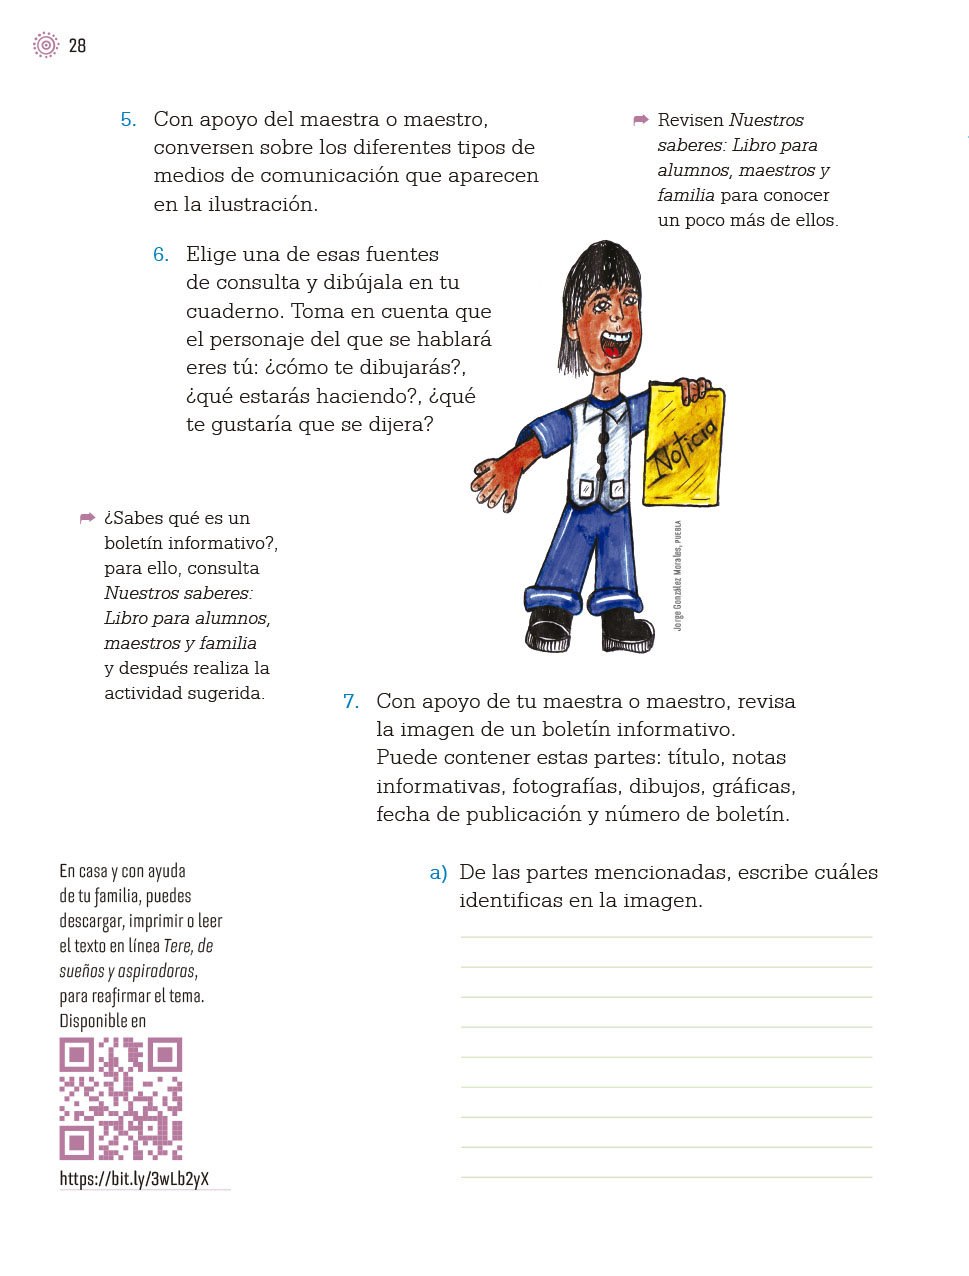 28
5. Con apoyo del maestra o maestro,
conversen sobre los diferentes tipos de
medios de comunicación que aparecen
en la ilustración.
Revisen Nuestros
saberes: Libro para
alumnos, maestros y
familia para conocer
un poco más de ellos.
6. Elige una de esas fuentes
de consulta y dibújala en tu
cuaderno. Toma en cuenta que
el personaje del que se hablará
eres tú: ¿cómo te dibujarás?,
¿qué estarás haciendo?, ¿qué
te gustaría que se dijera?
Noticia
Jorge González Morales, PUEBLA
¿Sabes qué es un
boletín informativo?,
para ello, consulta
Nuestros saberes:
Libro para alumnos,
maestros y familia
y después realiza la
actividad sugerida.
7. Con apoyo de tu maestra o maestro, revisa
la imagen de un boletín informativo.
Puede contener estas partes: título, notas
informativas, fotografías, dibujos, gráficas,
fecha de publicación y número de boletín.
a) De las partes mencionadas, escribe cuáles
identificas en la imagen.
En casa y con ayuda
de tu familia, puedes
descargar, imprimir o leer
el texto en línea Tere, de
sueños y aspiradoras,
para reafirmar el tema.
Disponible en
https://bit.ly/3wLb2yX